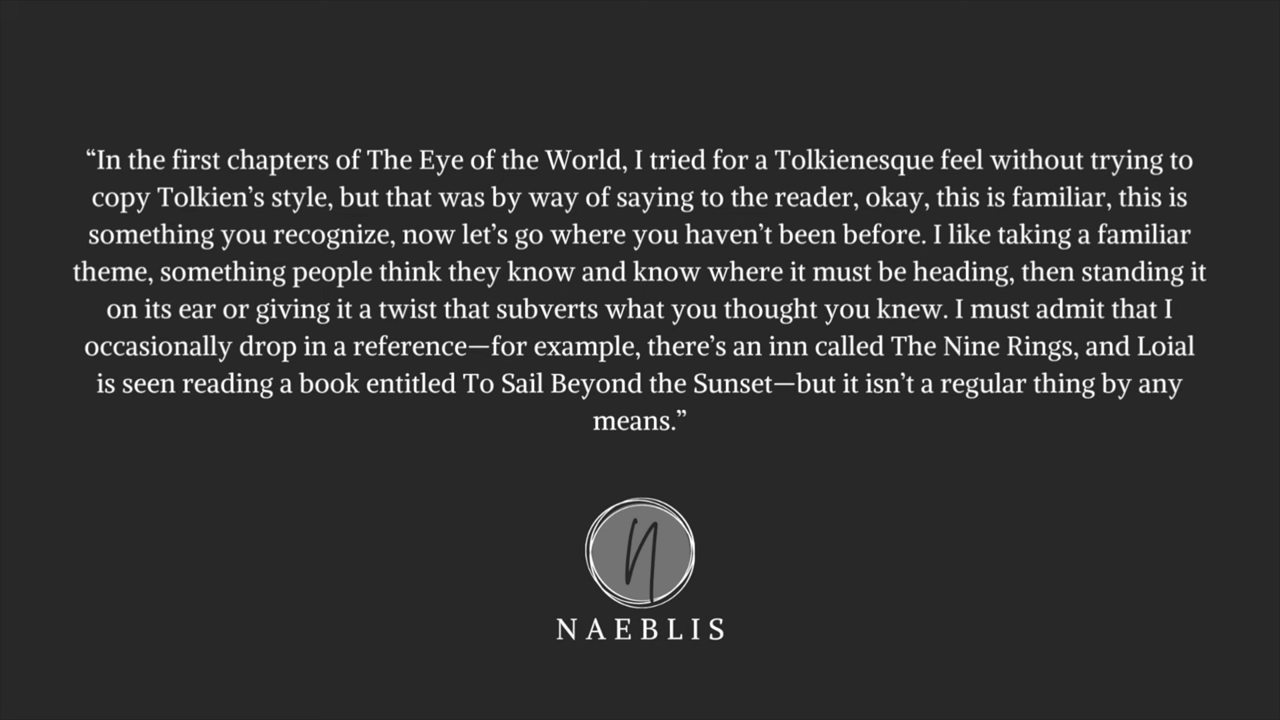 “In the first chapters of The Eye of the World, I tried for a Tolkienesque feel without trying to
copy Tolkien’s style, but that was by way of saying to the reader, okay, this is familiar, this is
something you recognize, now let’s go where you haven’t been before. I like taking a familiar
theme, something people think they know and know where it must be heading, then standing it
on its ear or giving it a twist that subverts what you thought you knew. I must admit that I
occasionally drop in a reference—for example, there’s an inn called The Nine Rings, and Loial
is seen reading a book entitled To Sail Beyond the Sunset—but it isn’t a regular thing by any
means.”
N
NAEBLIS